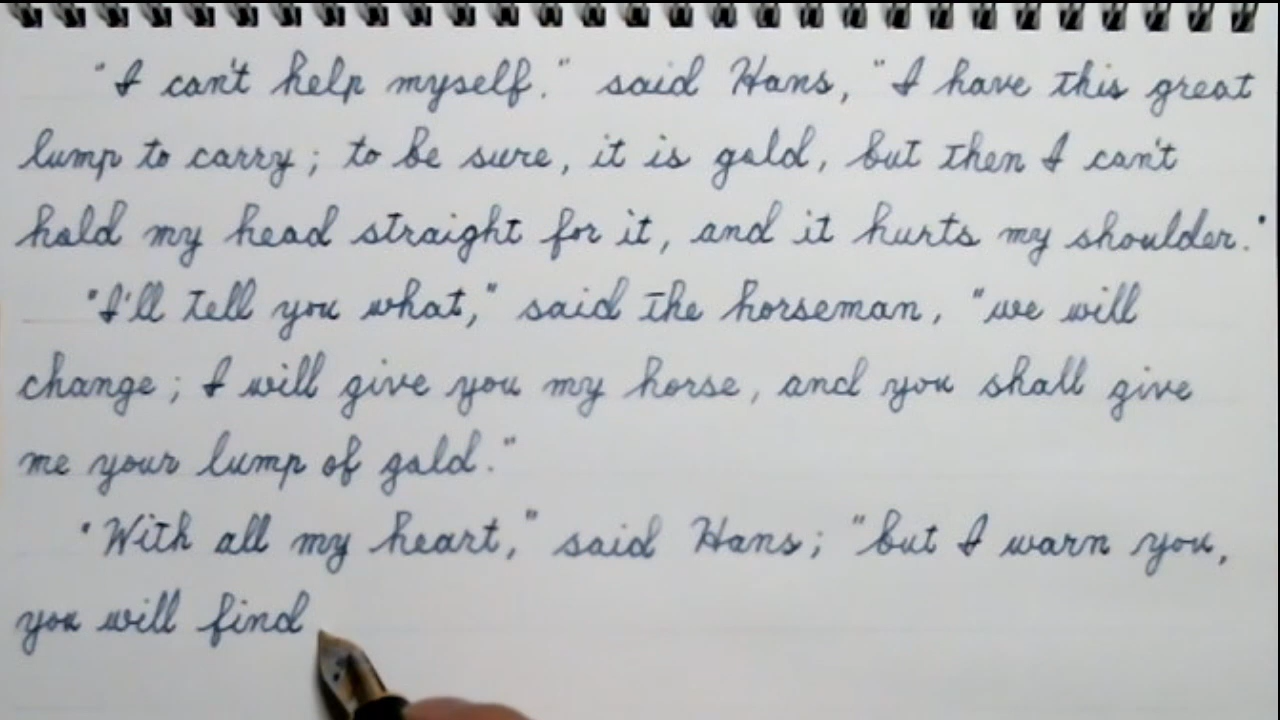 "I can't help myself." said Hans, "I have this great
lump to carry; to be sure, it is gold, but then I can't
hold my head straight for it, and it hurts my shoulder."
"I'll tell you what," said the horseman, "we will
change; I will give you my horse, and you shall give
me your lump of gold."
"With all my heart," said Hans; "but I warn you,
you will find